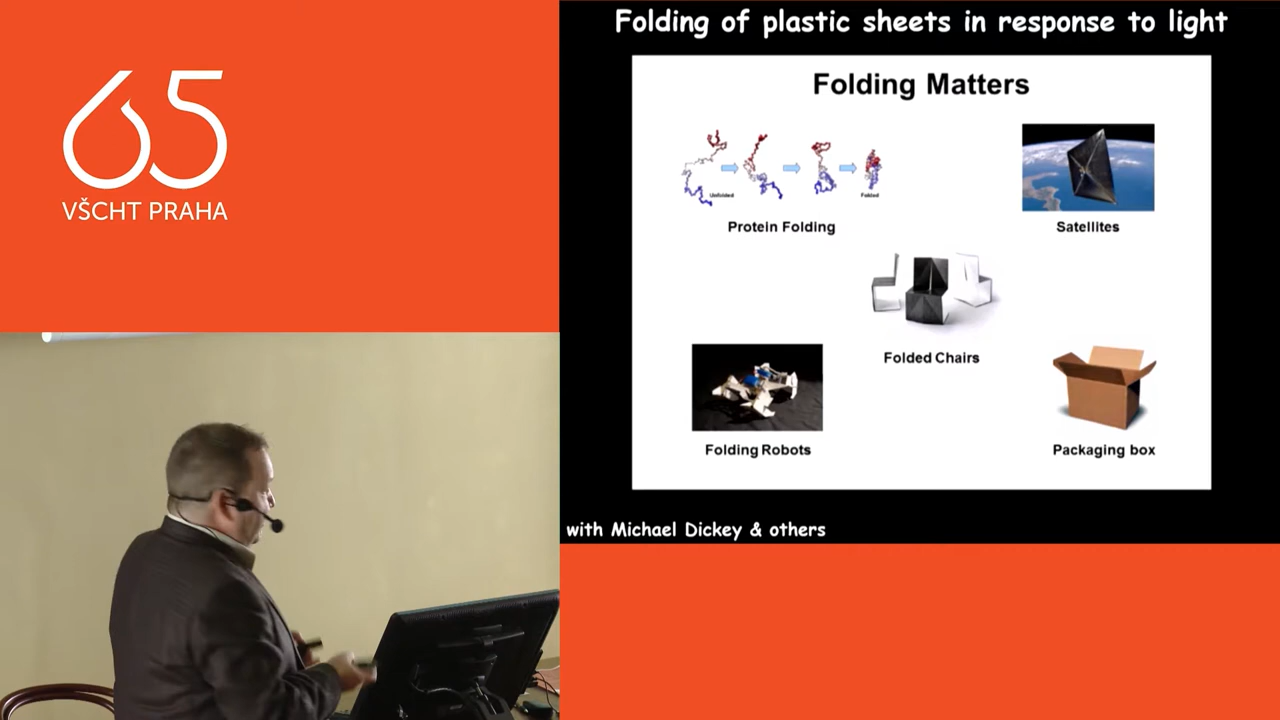 65
VŠCHT PRAHA
Folding of plastic sheets in response to light
Folding Matters
Unfolded
Folded
Protein Folding
Satellites
Folded Chairs
Folding Robots
Packaging box
with Michael Dickey & others